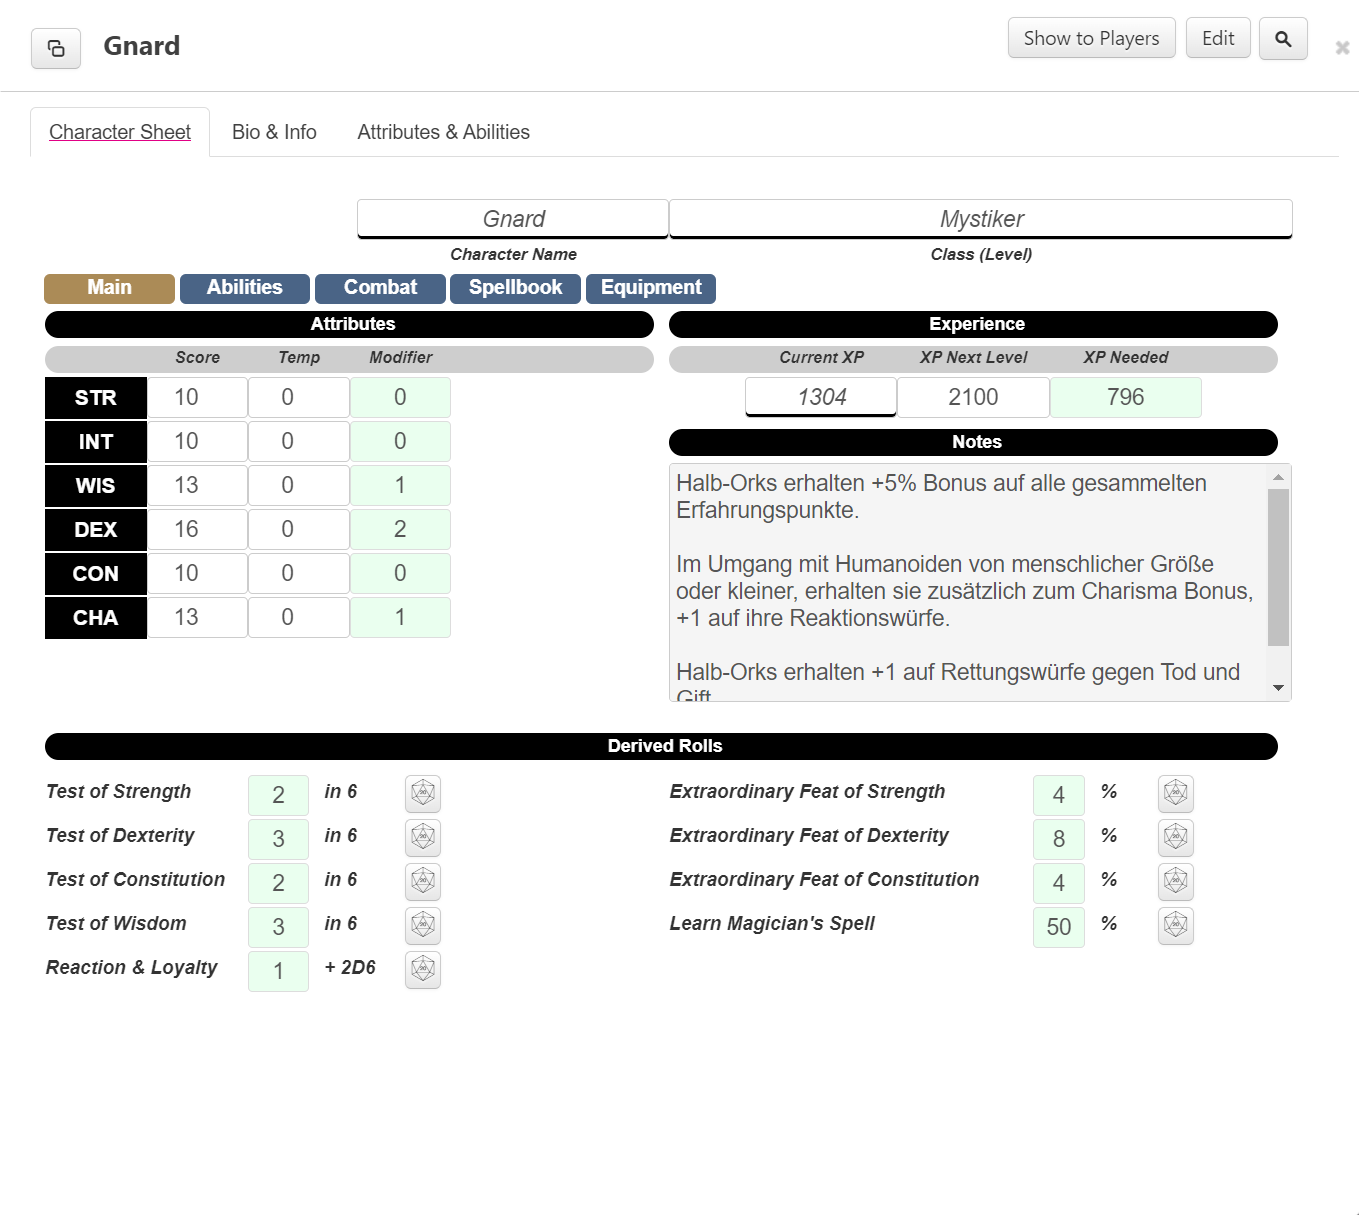 Gnard
Show to Players
Edit
Character Sheet
Bio & Info
Attributes & Abilities
Gnard
Mystiker
Character Name
Class (Level)
Main
Abilities
Combat
Spellbook
Equipment
Attributes
Score Temp Modifier
STR 10 0 0
INT 10 0 0
WIS 13 0 1
DEX 16 0 2
CON 10 0 0
CHA 13 0 1
Experience
Current XP XP Next Level XP Needed
1304 2100 796
Notes
Halb-Orks erhalten +5% Bonus auf alle gesammelten
Erfahrungspunkte.
Im Umgang mit Humanoiden von menschlicher Größe
oder kleiner, erhalten sie zusätzlich zum Charisma Bonus,
+1 auf ihre Reaktionswürfe.
Halb-Orks erhalten +1 auf Rettungswürfe gegen Tod und
Gift
Derived Rolls
Test of Strength 2 in 6
Test of Dexterity 3 in 6
Test of Constitution 2 in 6
Test of Wisdom 3 in 6
Reaction & Loyalty 1 + 2D6
Extraordinary Feat of Strength 4 %
Extraordinary Feat of Dexterity 8 %
Extraordinary Feat of Constitution 4 %
Learn Magician's Spell 50 %